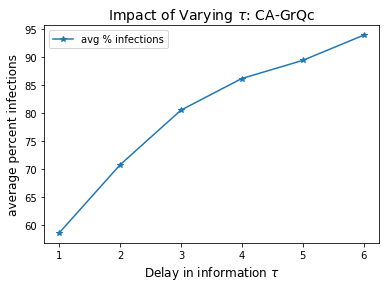 Impact of Varying τ: CA-GrQc
avg % infections
average percent infections
95
90
85
80
75
70
65
60
1 2 3 4 5 6
Delay in information τ